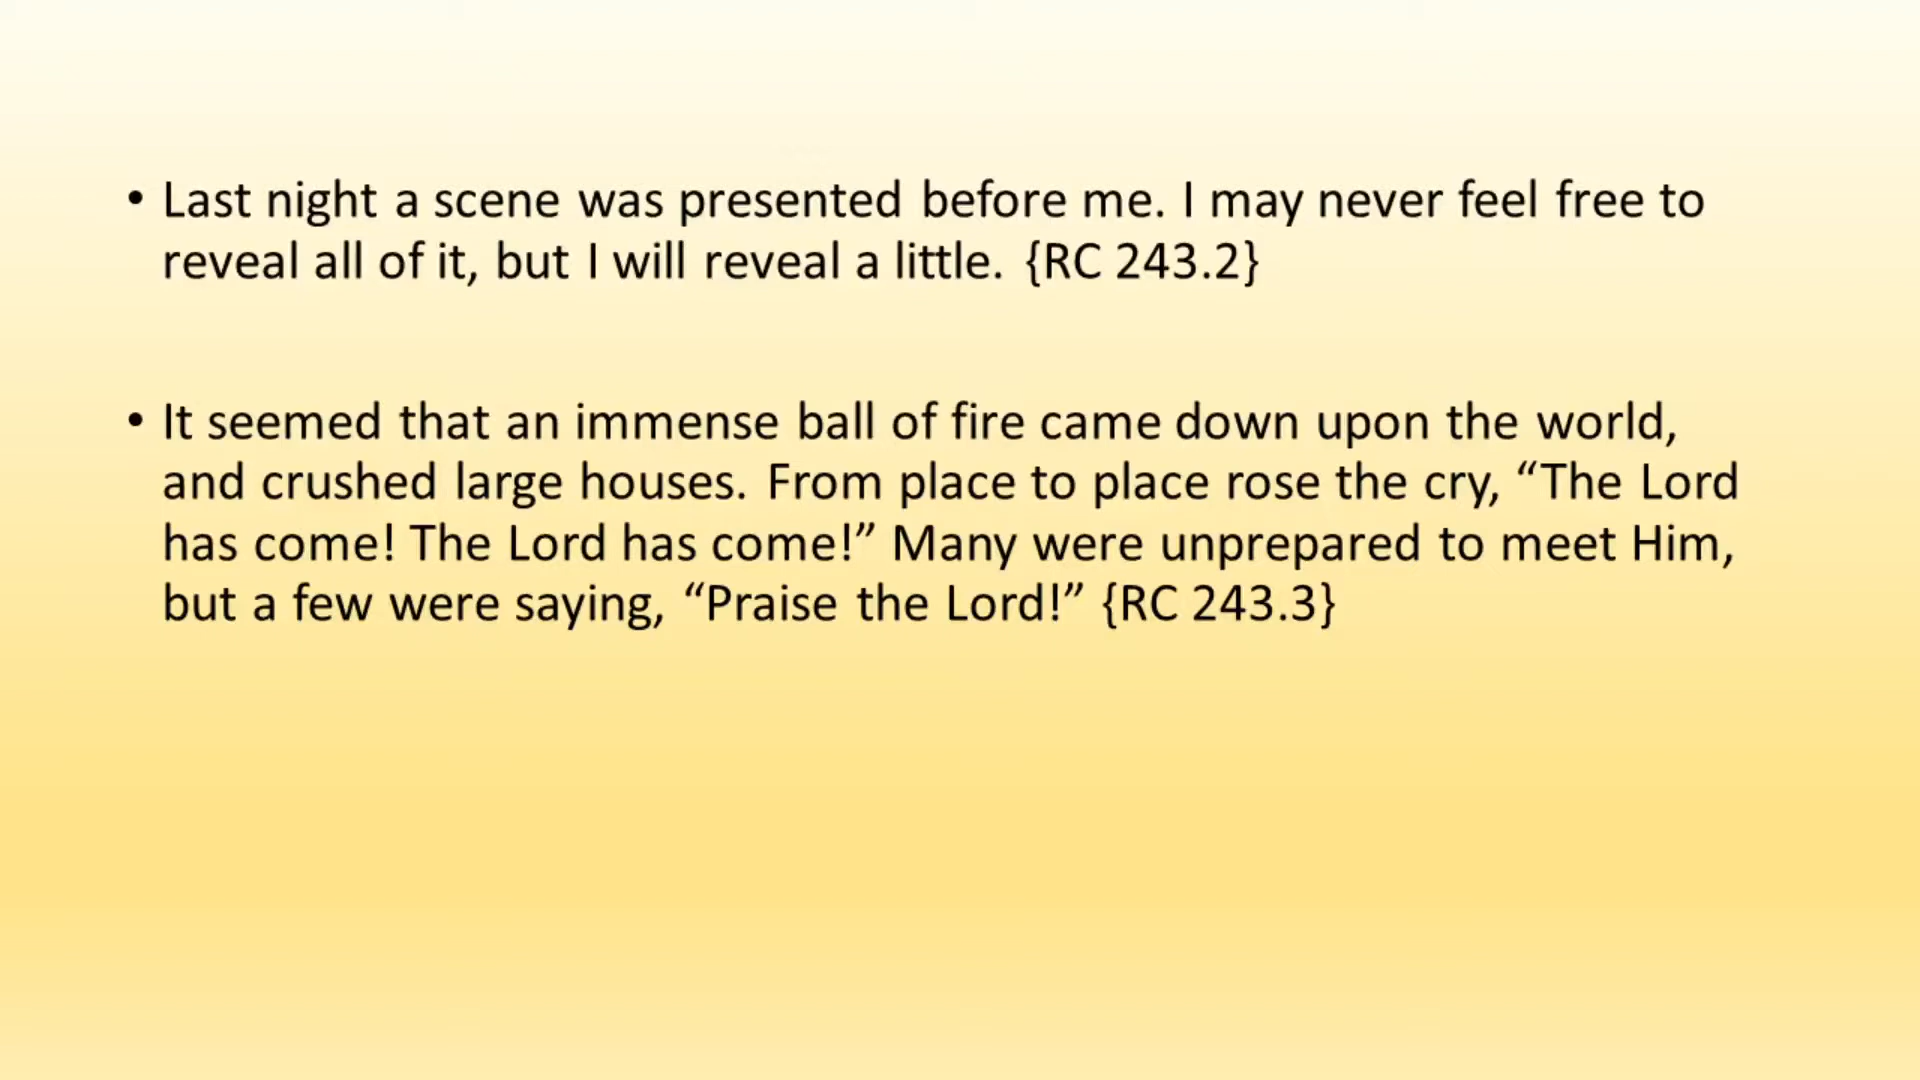 • Last night a scene was presented before me. I may never feel free to
reveal all of it, but I will reveal a little. {RC 243.2}
• It seemed that an immense ball of fire came down upon the world,
and crushed large houses. From place to place rose the cry, “The Lord
has come! The Lord has come!” Many were unprepared to meet Him,
but a few were saying, “Praise the Lord!” {RC 243.3}